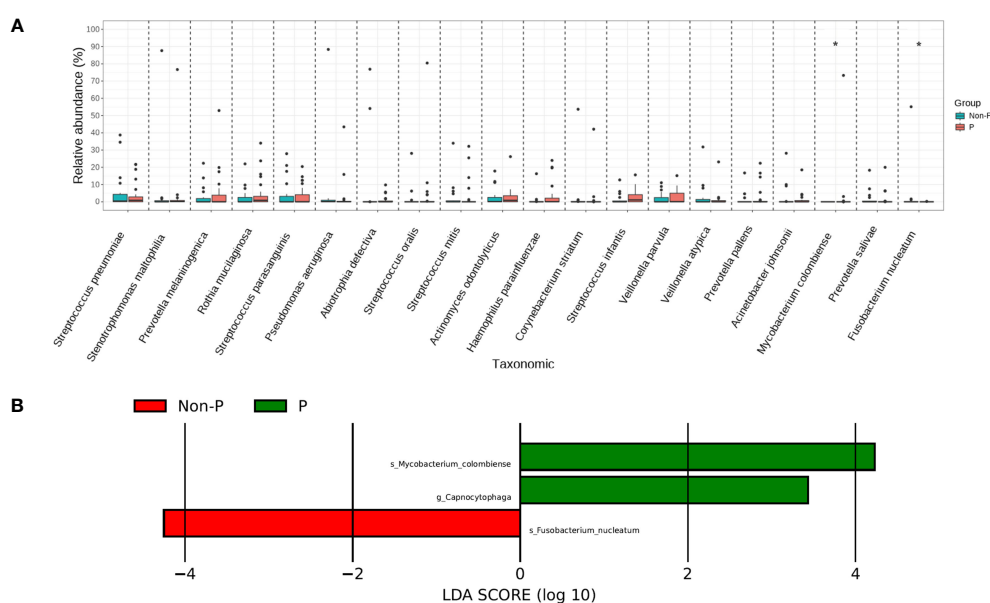 A
Relative abundance (%)
100
90
80
70
60
50
40
30
20
10
0
*
*
Group
Non-P
P
Streptococcus pneumoniae
Stenotrophomonas maltophilia
Prevotella melaninogenica
Rothia mucilaginosa
Streptococcus parasanguinis
Pseudomonas aeruginosa
Abiotrophia defectiva
Streptococcus oralis
Streptococcus mitis
Actinomyces odontolyticus
Haemophilus parainfluenzae
Corynebacterium striatum
Streptococcus infantis
Veillonella parvula
Veillonella atypica
Prevotella pallens
Acinetobacter johnsonii
Mycobacterium colombiense
Prevotella salivae
Fusobacterium nucleatum
Taxonomic
B
Non-P
P
s_Mycobacterium_colombiense
g_Capnocytophaga
s_Fusobacterium_nucleatum
−4
−2
0
2
4
LDA SCORE (log 10)